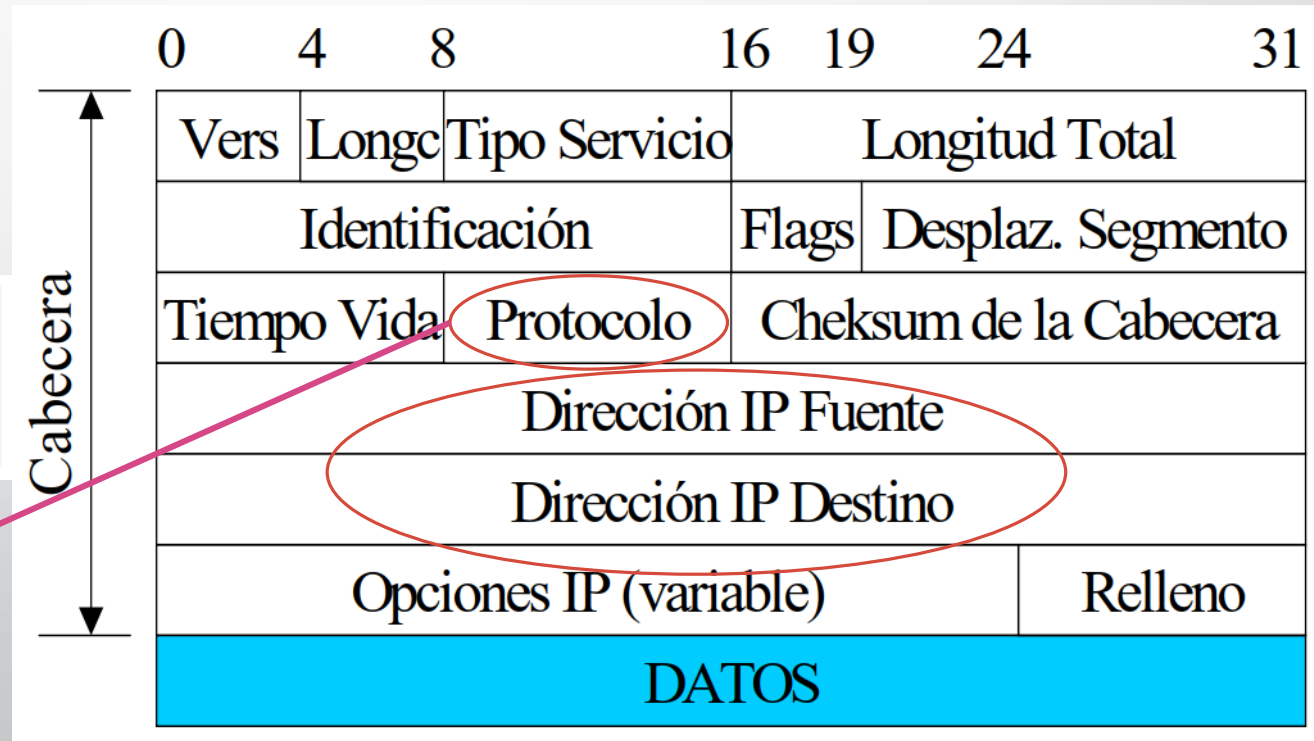 0 4 8 16 19 24 31
Vers Longc Tipo Servicio Longitud Total
Identificación Flags Desplaz. Segmento
Tiempo Vida Protocolo Cheksum de la Cabecera
Dirección IP Fuente
Dirección IP Destino
Opciones IP (variable) Relleno
DATOS
Cabecera